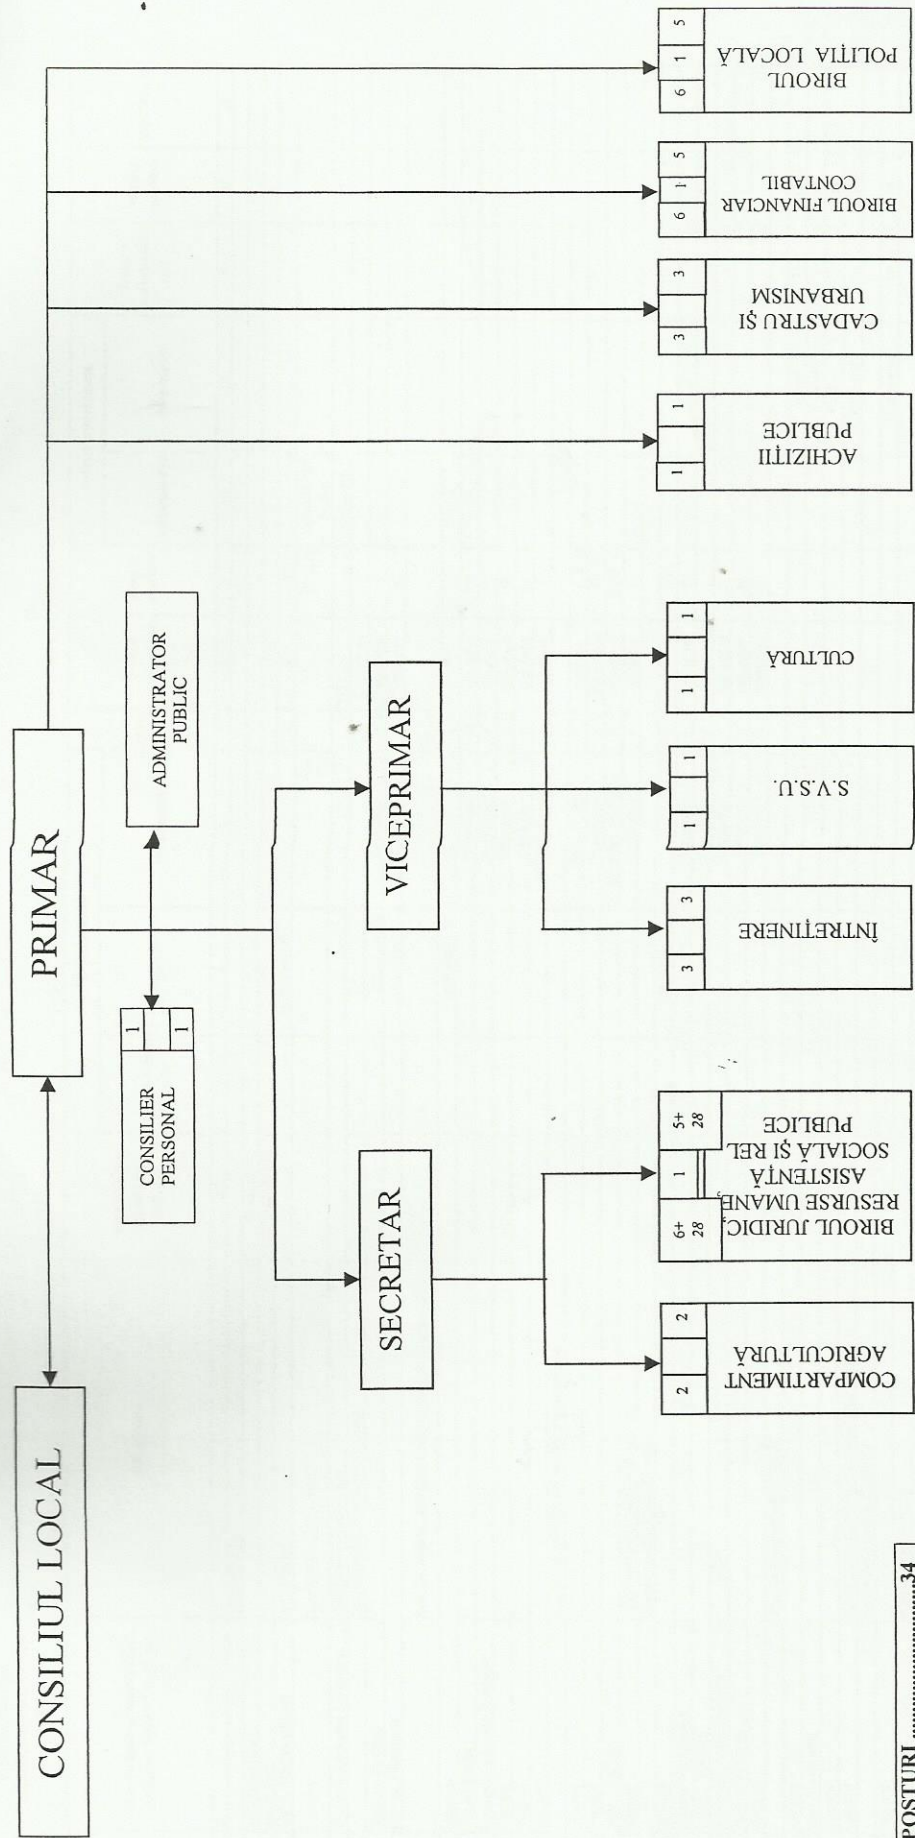 CONSILIUL LOCAL
PRIMAR
CONSILIER
PERSONAL
1
1
ADMINISTRATOR
PUBLIC
SECRETAR
VICEPRIMAR
2
2
COMPARTIMENT
AGRICULTURĂ
6+
28
1
5+
28
BIROUL JURIDIC,
RESURSE UMANE,
ASISTENȚĂ
SOCIALĂ ȘI REL
PUBLICE
3
3
ÎNTREȚINERE
1
1
S.V.S.U.
1
1
CULTURĂ
1
1
ACHIZIȚII
PUBLICE
3
3
CADASTRU ȘI
URBANISM
6
1
5
BIROUL FINANCIAR
CONTABIL
6
1
5
BIROUL
POLIȚIA LOCALĂ
POSTURI..............................34